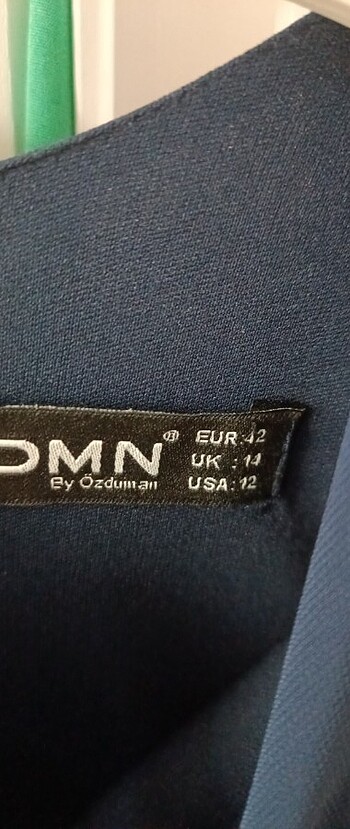 DMN® EUR:42
UK :14
By Özduman USA:12